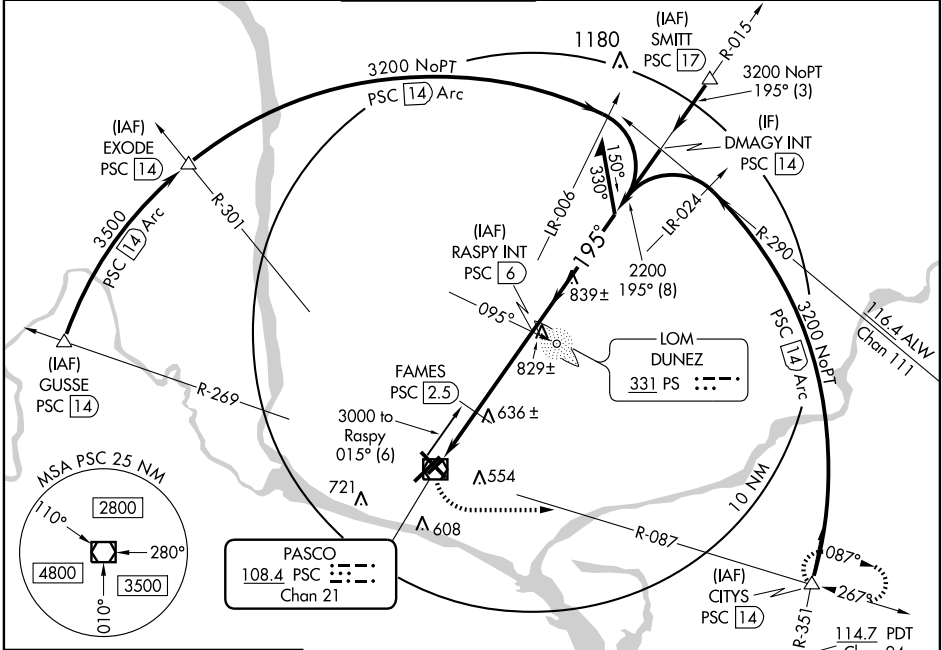 1180
(IAF)
SMITT
PSC 17
R-015
3200 NoPT
195° (3)
3200 NoPT
PSC 14 Arc
(IF)
DMAGY INT
PSC 14
(IAF)
EXODE
PSC 14
R-301
3500
PSC 14 Arc
150°
330°
LR-006
LR-024
R-290
(IAF)
RASPY INT
PSC 6
195°
2200
195° (8)
839±
095°
829±
116.4 ALW
Chan 111
3200 NoPT
PSC 14 Arc
LOM
DUNEZ
331 PS
(IAF)
GUSSE
PSC 14
R-269
FAMES
PSC 2.5
636 ±
3000 to
Raspy
015° (6)
554
721
608
10 NM
R-087
MSA PSC 25 NM
110°
2800
280°
4800
3500
010°
PASCO
108.4 PSC
Chan 21
(IAF)
CITYS
PSC 14
087°
267°
R-351
114.7 PDT